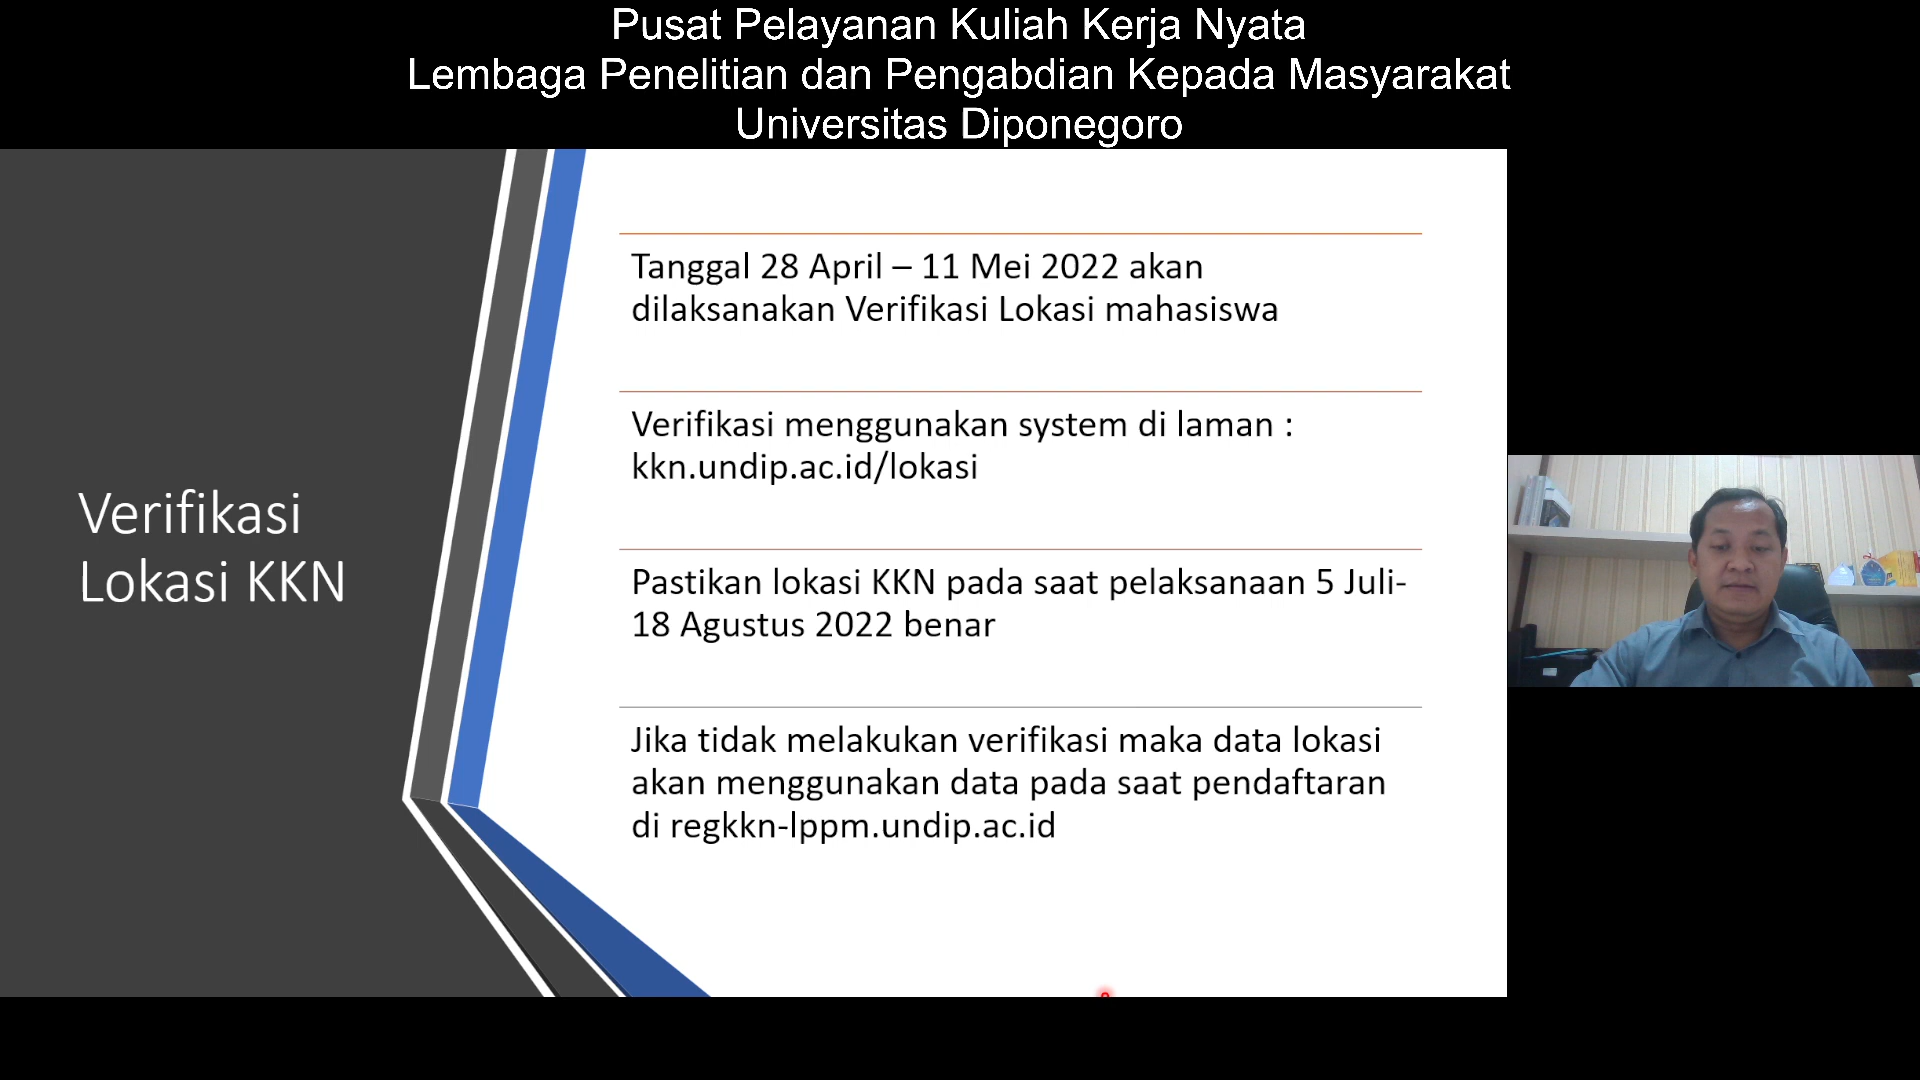 Pusat Pelayanan Kuliah Kerja Nyata
Lembaga Penelitian dan Pengabdian Kepada Masyarakat
Universitas Diponegoro
Verifikasi
Lokasi KKN
Tanggal 28 April – 11 Mei 2022 akan
dilaksanakan Verifikasi Lokasi mahasiswa
Verifikasi menggunakan system di laman :
kkn.undip.ac.id/lokasi
Pastikan lokasi KKN pada saat pelaksanaan 5 Juli-
18 Agustus 2022 benar
Jika tidak melakukan verifikasi maka data lokasi
akan menggunakan data pada saat pendaftaran
di regkkn-lppm.undip.ac.id